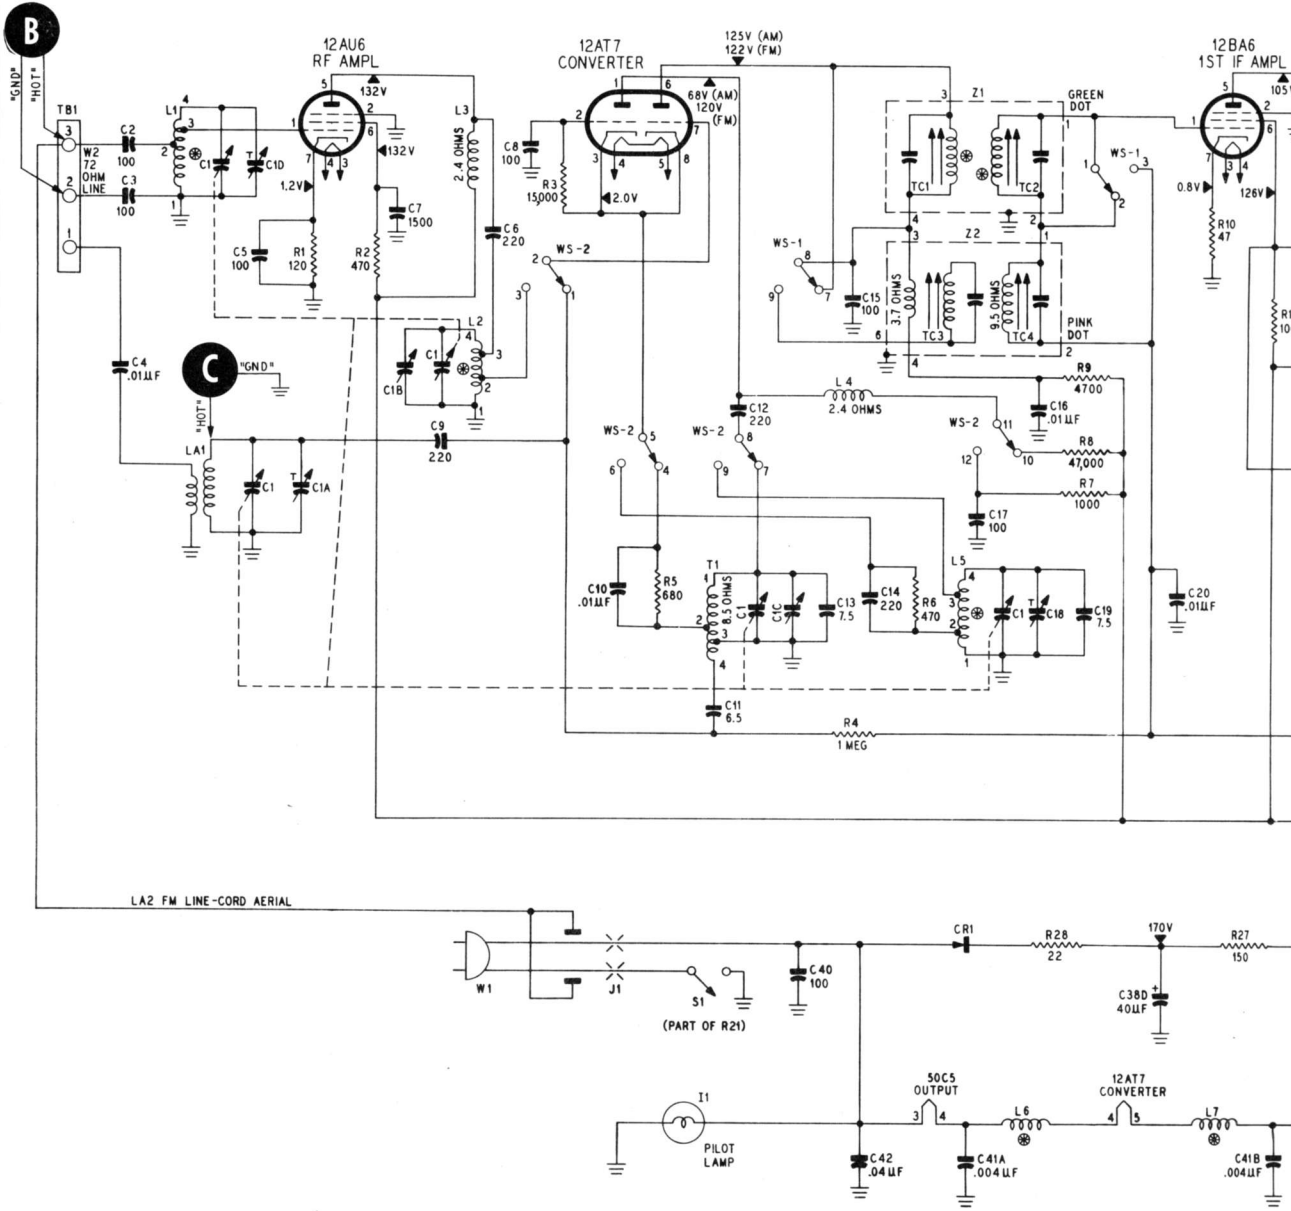 B
"GND"
"HOT"
TB1
3
2
1
W2
72
OHM
LINE
C2
100
C3
100
L1
4
3
2
1
C1
T
C1D
12AU6
RF AMPL
5
132V
1
2
6
132V
7
4
3
1.2V
C5
100
R1
120
R2
470
C7
1500
L3
2.4 OHMS
C6
220
12AT7
CONVERTER
1
6
68V (AM)
120V
(FM)
125V (AM)
122V (FM)
2
7
3
4
5
8
C8
100
R3
15,000
2.0V
WS-2
2
1
3
L2
4
3
2
1
C1B
C1
C4
.01UF
C
"GND"
"HOT"
LA1
C1
T
C1A
C9
220
Z1
3
4
1
2
TC1
TC2
GREEN
DOT
WS-1
1
3
2
12BA6
1ST IF AMPL
5
105
1
2
6
7
3
4
0.8V
126V
R10
47
R1
10
WS-1
8
9
7
C15
100
Z2
3
1
3.7 OHMS
9.5 OHMS
TC3
TC4
6
4
2
PINK
DOT
R9
4700
C16
.01UF
L4
2.4 OHMS
C12
220
WS-2
5
6
4
WS-2
8
9
7
WS-2
11
12
10
R8
47,000
R7
1000
C17
100
C10
.01UF
R5
680
T1
1
8.5 OHMS
2
3
4
C1
C1C
C13
7.5
C14
220
R6
470
L5
4
3
2
1
C1
T
C18
C19
7.5
C20
.01UF
C11
6.5
R4
1 MEG
LA2 FM LINE-CORD AERIAL
W1
J1
S1
(PART OF R21)
C40
100
CR1
R28
22
170V
R27
150
C38D
+
40UF
I1
PILOT
LAMP
C42
.04UF
50C5
OUTPUT
3
4
C41A
.004UF
L6
12AT7
CONVERTER
4
5
L7
C41B
.004UF